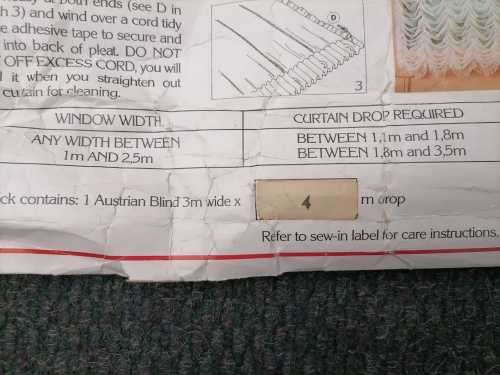 ends (see D in
3) and wind over a cord tidy
adhesive tape to secure and
into back of pleat. DO NOT
OFF EXCESS CORD, you will
it when you straighten out
curtain for cleaning.
D
3
WINDOW WIDTH
CURTAIN DROP REQUIRED
ANY WIDTH BETWEEN
1m AND 2,5m
BETWEEN 1,1m and 1,8m
BETWEEN 1,8m and 3,5m
ck contains: 1 Austrian Blind 3m wide x 4 m drop
Refer to sew-in label for care instructions.